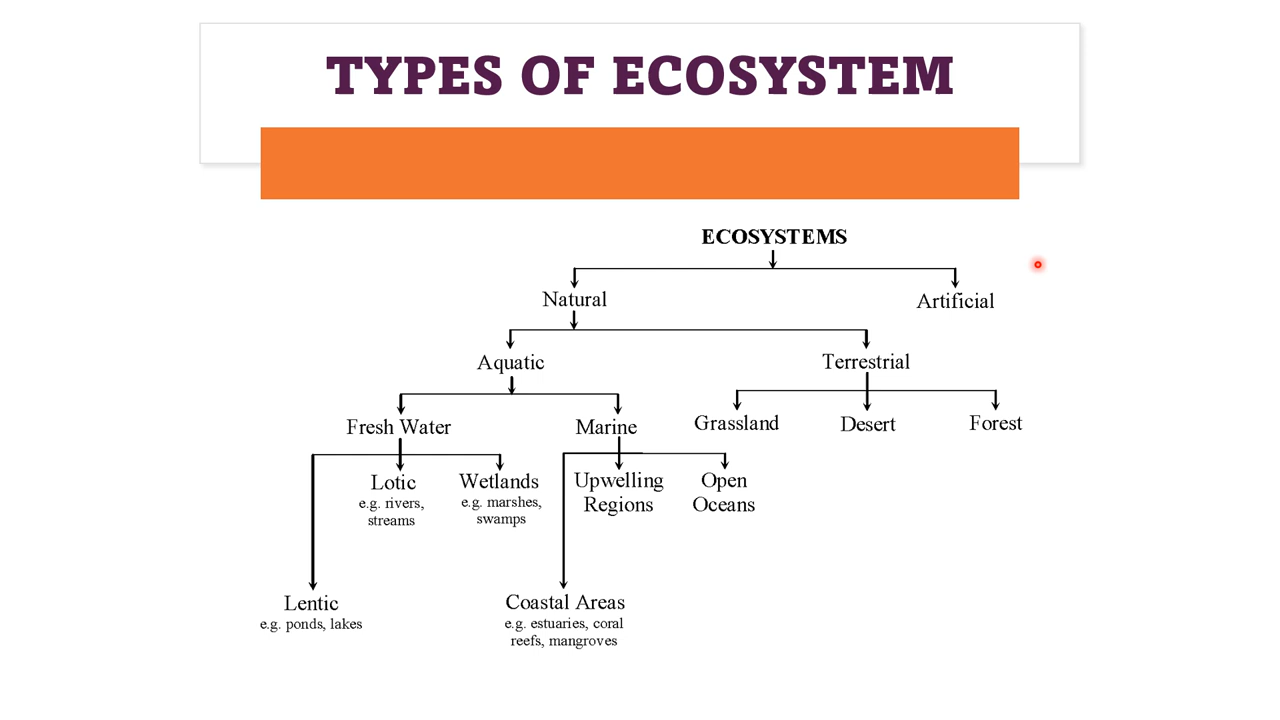 TYPES OF ECOSYSTEM
ECOSYSTEMS
Natural
Artificial
Aquatic
Terrestrial
Fresh Water
Marine
Grassland
Desert
Forest
Lotic
e.g. rivers,
streams
Wetlands
e.g. marshes,
swamps
Upwelling
Regions
Open
Oceans
Lentic
e.g. ponds, lakes
Coastal Areas
e.g. estuaries, coral
reefs, mangroves